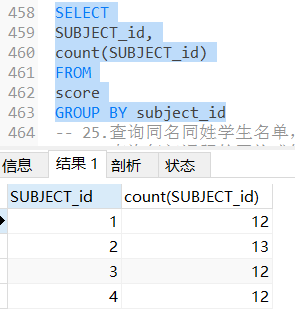 458 SELECT
459 SUBJECT_id,
460 count(SUBJECT_id)
461 FROM
462 score
463 GROUP BY subject_id
464 -- 25.查询同名同姓学生名单，
信息 结果 1 剖析 状态
SUBJECT_id count(SUBJECT_id)
1 12
2 13
3 12
4 12